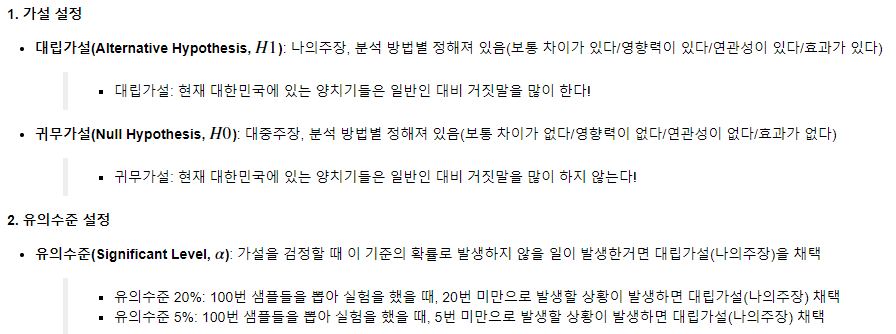 1. 가설 설정
대립가설(Alternative Hypothesis, H1): 나의주장, 분석 방법별 정해져 있음(보통 차이가 있다/영향력이 있다/연관성이 있다/효과가 있다)
대립가설: 현재 대한민국에 있는 양치기들은 일반인 대비 거짓말을 많이 한다!
귀무가설(Null Hypothesis, H0): 대중주장, 분석 방법별 정해져 있음(보통 차이가 없다/영향력이 없다/연관성이 없다/효과가 없다)
귀무가설: 현재 대한민국에 있는 양치기들은 일반인 대비 거짓말을 많이 하지 않는다!
2. 유의수준 설정
유의수준(Significant Level, α): 가설을 검정할 때 이 기준의 확률로 발생하지 않을 일이 발생한거면 대립가설(나의주장)을 채택
유의수준 20%: 100번 샘플들을 뽑아 실험을 했을 때, 20번 미만으로 발생할 상황이 발생하면 대립가설(나의주장) 채택
유의수준 5%: 100번 샘플들을 뽑아 실험을 했을 때, 5번 미만으로 발생할 상황이 발생하면 대립가설(나의주장) 채택